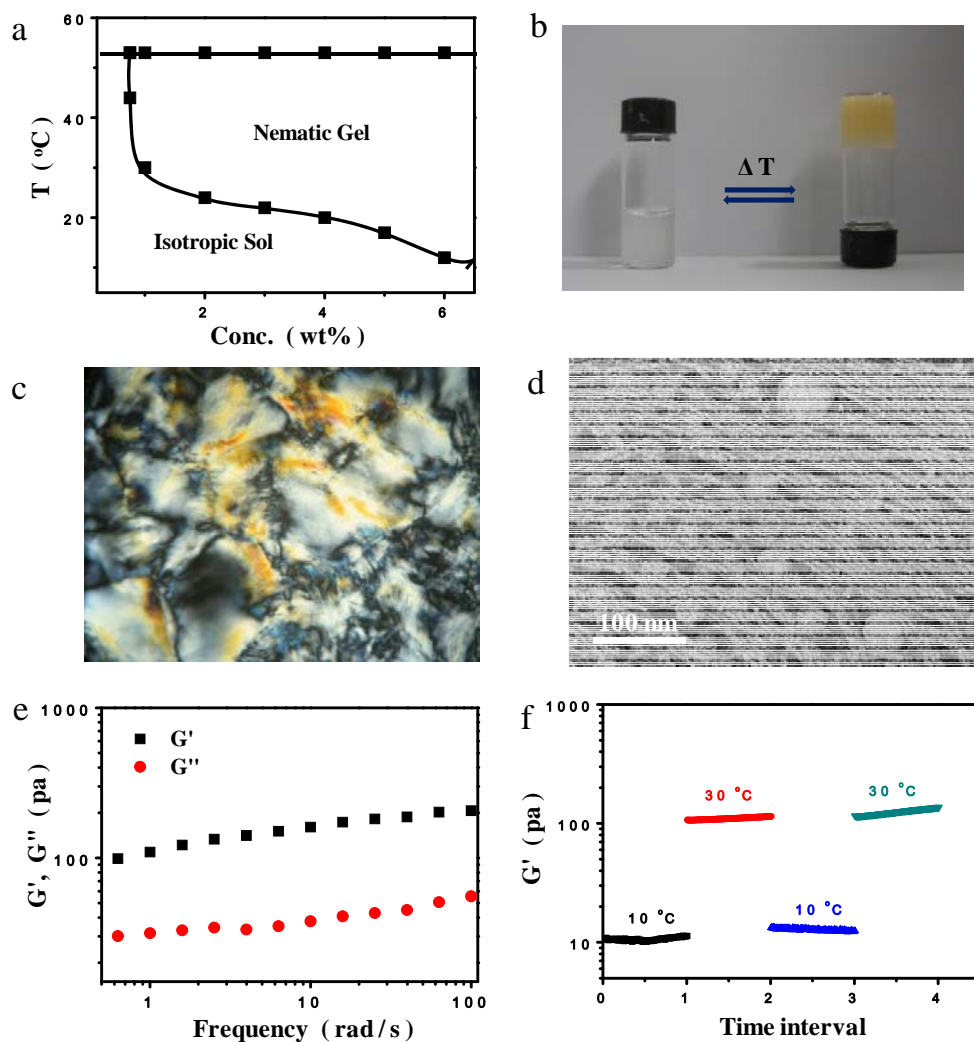 a
60
40
20
T ( °C )
Nematic Gel
Isotropic Sol
2
4
6
Conc. ( wt% )
b
Δ T
c
d
100 nm
e
1000
100
G', G'' ( pa )
G'
G''
1
10
100
Frequency ( rad / s )
f
1000
100
10
G' ( pa )
10 °C
30 °C
10 °C
30 °C
0
1
2
3
4
Time interval